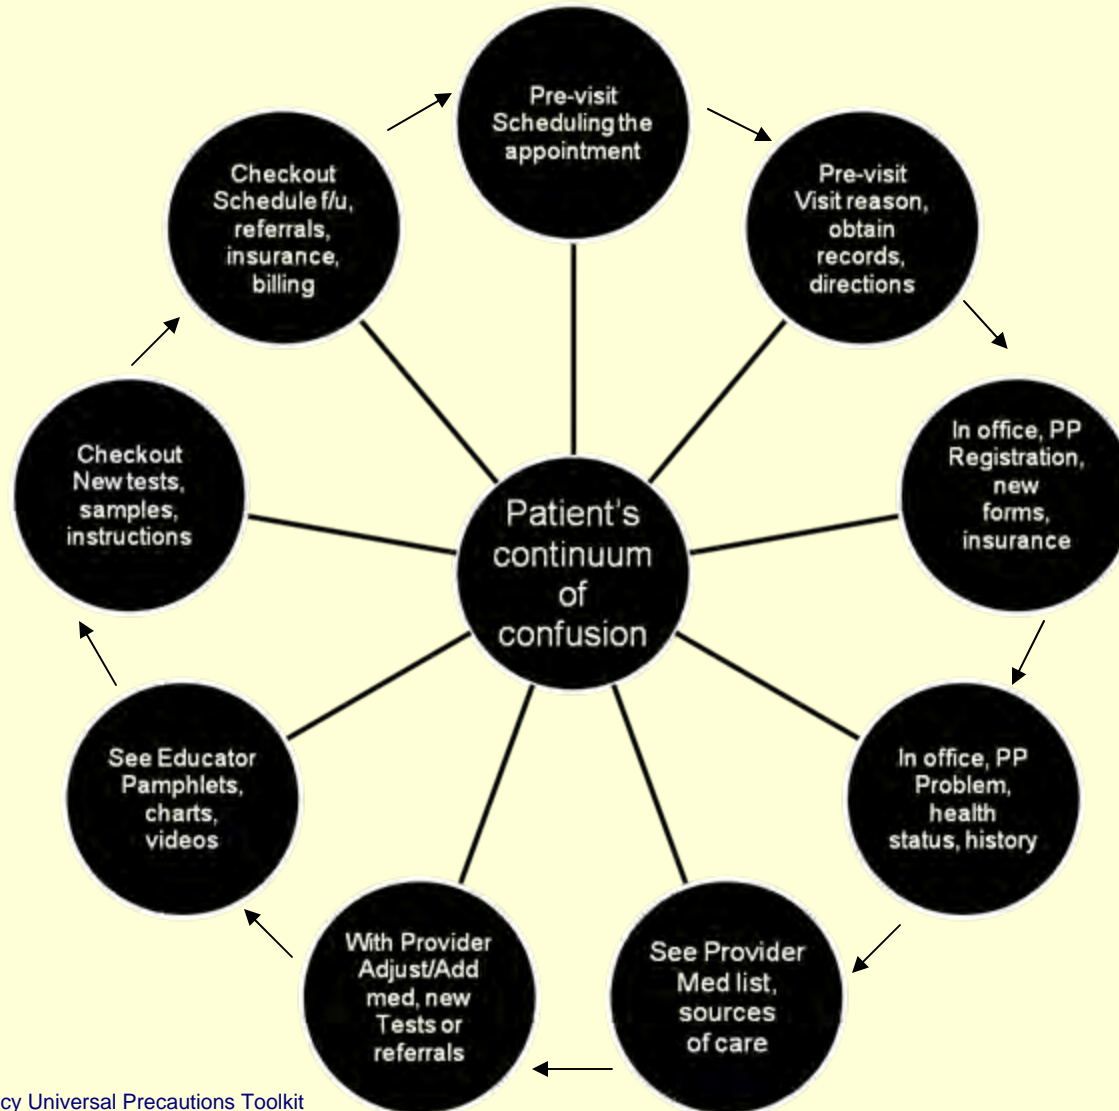 Pre-visit
Scheduling the
appointment
Pre-visit
Visit reason,
obtain
records,
directions
In office, PP
Registration,
new
forms,
insurance
In office, PP
Problem,
health
status, history
See Provider
Med list,
sources
of care
With Provider
Adjust/Add
med, new
Tests or
referrals
See Educator
Pamphlets,
charts,
videos
Checkout
New tests,
samples,
instructions
Checkout
Schedule f/u,
referrals,
insurance,
billing
Patient's
continuum
of
confusion
cy Universal Precautions Toolkit